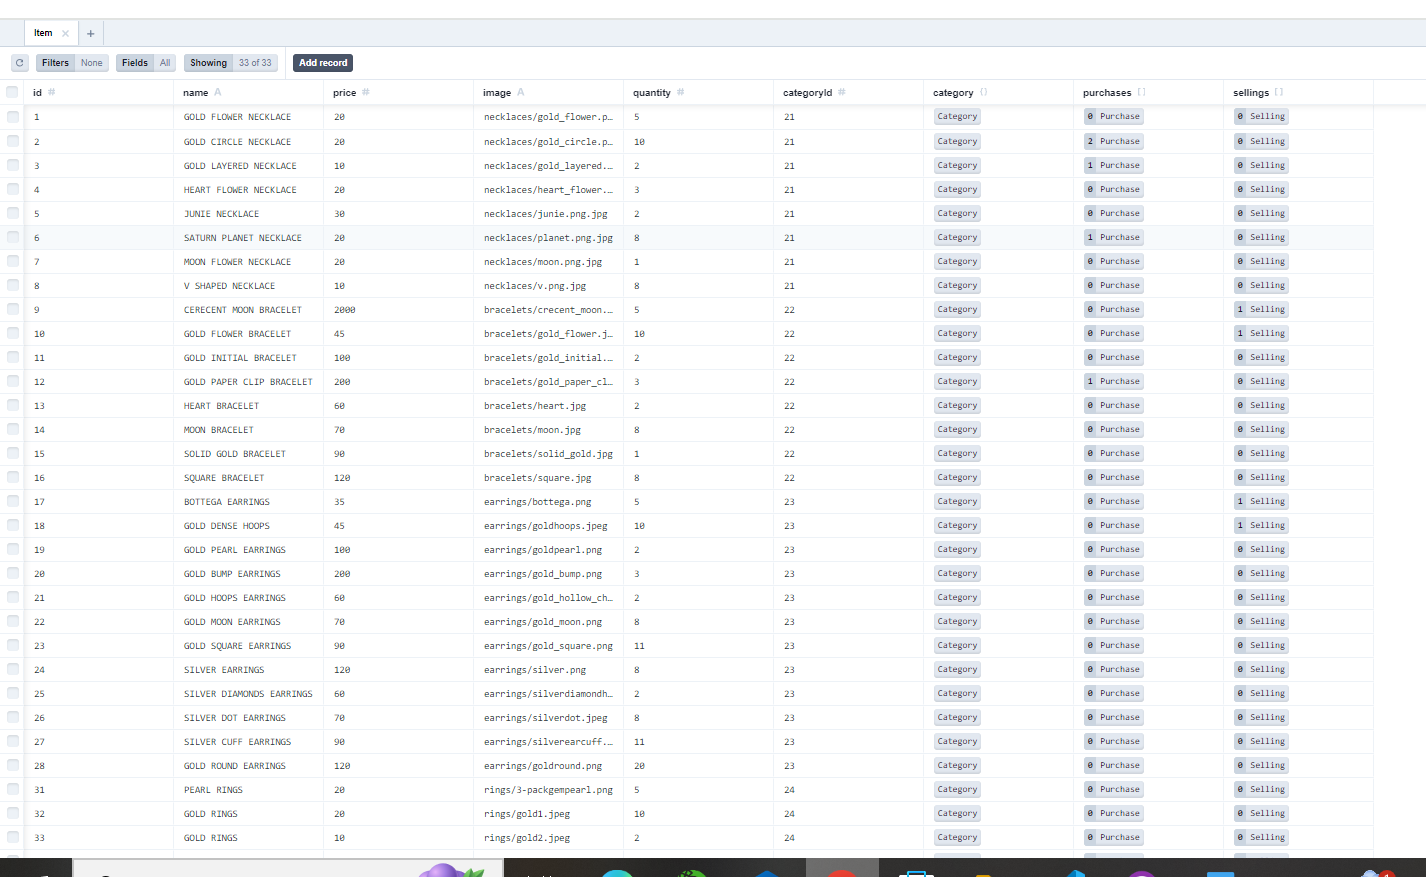 Item
Filters None Fields All Showing 33 of 33 Add record
id # name A price # image A quantity # categoryId # category {} purchases [] sellings []
1 GOLD FLOWER NECKLACE 20 necklaces/gold_flower.p… 5 21 Category 0 Purchase 0 Selling
2 GOLD CIRCLE NECKLACE 20 necklaces/gold_circle.p… 10 21 Category 2 Purchase 0 Selling
3 GOLD LAYERED NECKLACE 10 necklaces/gold_layered.… 2 21 Category 1 Purchase 0 Selling
4 HEART FLOWER NECKLACE 20 necklaces/heart_flower.… 3 21 Category 0 Purchase 0 Selling
5 JUNIE NECKLACE 30 necklaces/junie.png.jpg 2 21 Category 0 Purchase 0 Selling
6 SATURN PLANET NECKLACE 20 necklaces/planet.png.jpg 8 21 Category 1 Purchase 0 Selling
7 MOON FLOWER NECKLACE 20 necklaces/moon.png.jpg 1 21 Category 0 Purchase 0 Selling
8 V SHAPED NECKLACE 10 necklaces/v.png.jpg 8 21 Category 0 Purchase 0 Selling
9 CERECENT MOON BRACELET 2000 bracelets/crecent_moon.… 5 22 Category 0 Purchase 1 Selling
10 GOLD FLOWER BRACELET 45 bracelets/gold_flower.j… 10 22 Category 0 Purchase 1 Selling
11 GOLD INITIAL BRACELET 100 bracelets/gold_initial.… 2 22 Category 0 Purchase 0 Selling
12 GOLD PAPER CLIP BRACELET 200 bracelets/gold_paper_cl… 3 22 Category 1 Purchase 0 Selling
13 HEART BRACELET 60 bracelets/heart.jpg 2 22 Category 0 Purchase 0 Selling
14 MOON BRACELET 70 bracelets/moon.jpg 8 22 Category 0 Purchase 0 Selling
15 SOLID GOLD BRACELET 90 bracelets/solid_gold.jpg 1 22 Category 0 Purchase 0 Selling
16 SQUARE BRACELET 120 bracelets/square.jpg 8 22 Category 0 Purchase 0 Selling
17 BOTTEGA EARRINGS 35 earrings/bottega.png 5 23 Category 0 Purchase 1 Selling
18 GOLD DENSE HOOPS 45 earrings/goldhoops.jpeg 10 23 Category 0 Purchase 1 Selling
19 GOLD PEARL EARRINGS 100 earrings/goldpearl.png 2 23 Category 0 Purchase 0 Selling
20 GOLD BUMP EARRINGS 200 earrings/gold_bump.png 3 23 Category 0 Purchase 0 Selling
21 GOLD HOOPS EARRINGS 60 earrings/gold_hollow_ch… 2 23 Category 0 Purchase 0 Selling
22 GOLD MOON EARRINGS 70 earrings/gold_moon.png 8 23 Category 0 Purchase 0 Selling
23 GOLD SQUARE EARRINGS 90 earrings/gold_square.png 11 23 Category 0 Purchase 0 Selling
24 SILVER EARRINGS 120 earrings/silver.png 8 23 Category 0 Purchase 0 Selling
25 SILVER DIAMONDS EARRINGS 60 earrings/silverdiamondh… 2 23 Category 0 Purchase 0 Selling
26 SILVER DOT EARRINGS 70 earrings/silverdot.jpeg 8 23 Category 0 Purchase 0 Selling
27 SILVER CUFF EARRINGS 90 earrings/silverearcuff.… 11 23 Category 0 Purchase 0 Selling
28 GOLD ROUND EARRINGS 120 earrings/goldround.png 20 23 Category 0 Purchase 0 Selling
31 PEARL RINGS 20 rings/3-packgempearl.png 5 24 Category 0 Purchase 0 Selling
32 GOLD RINGS 20 rings/gold1.jpeg 10 24 Category 0 Purchase 0 Selling
33 GOLD RINGS 10 rings/gold2.jpeg 2 24 Category 0 Purchase 0 Selling